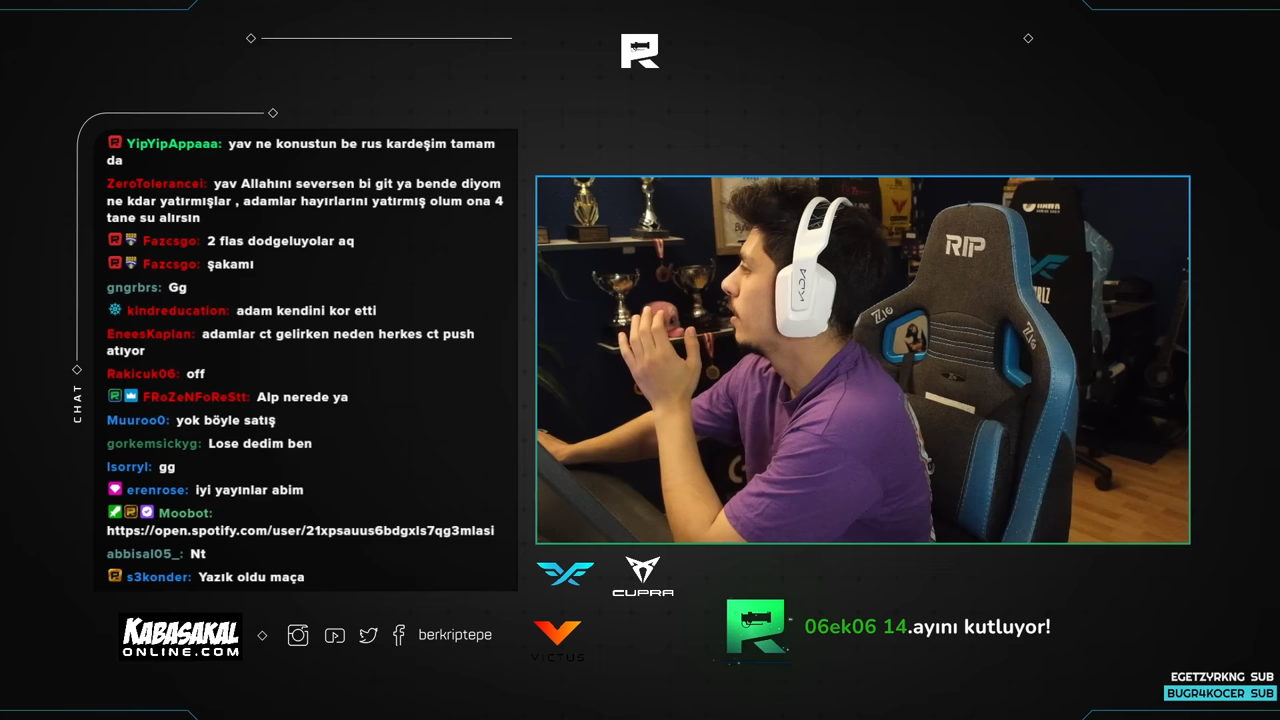 YipYipAppaaa: yav ne konustun be rus kardeşim tamam
da
ZeroTolerancei: yav Allahını seversen bi git ya bende diyom
ne kdar yatırmışlar , adamlar hayırlarını yatırmış olum ona 4
tane su alırsın
Fazcsgo: 2 flas dodgeluyolar aq
Fazcsgo: şakamı
gngrbrs: Gg
kindreducation: adam kendini kor etti
EneesKaplan: adamlar ct gelirken neden herkes ct push
atıyor
Rakicuk06: off
FRoZeNFoReStt: Alp nerede ya
Muuroo0: yok böyle satış
gorkemsickyg: Lose dedim ben
lsorryl: gg
erenrose: iyi yayınlar abim
Moobot:
https://open.spotify.com/user/21xpsauus6bdgxls7qg3mlasi
abbisal05_: Nt
s3konder: Yazık oldu maça
CHAT
KDA
RIP
ZZIG
ZZIG
CUPRA
VICTUS
KABASAKAL
ONLINE.COM
berkriptepe
06ek06 14.ayını kutluyor!
EGETZYRKNG SUB
BUGR4KOCER SUB